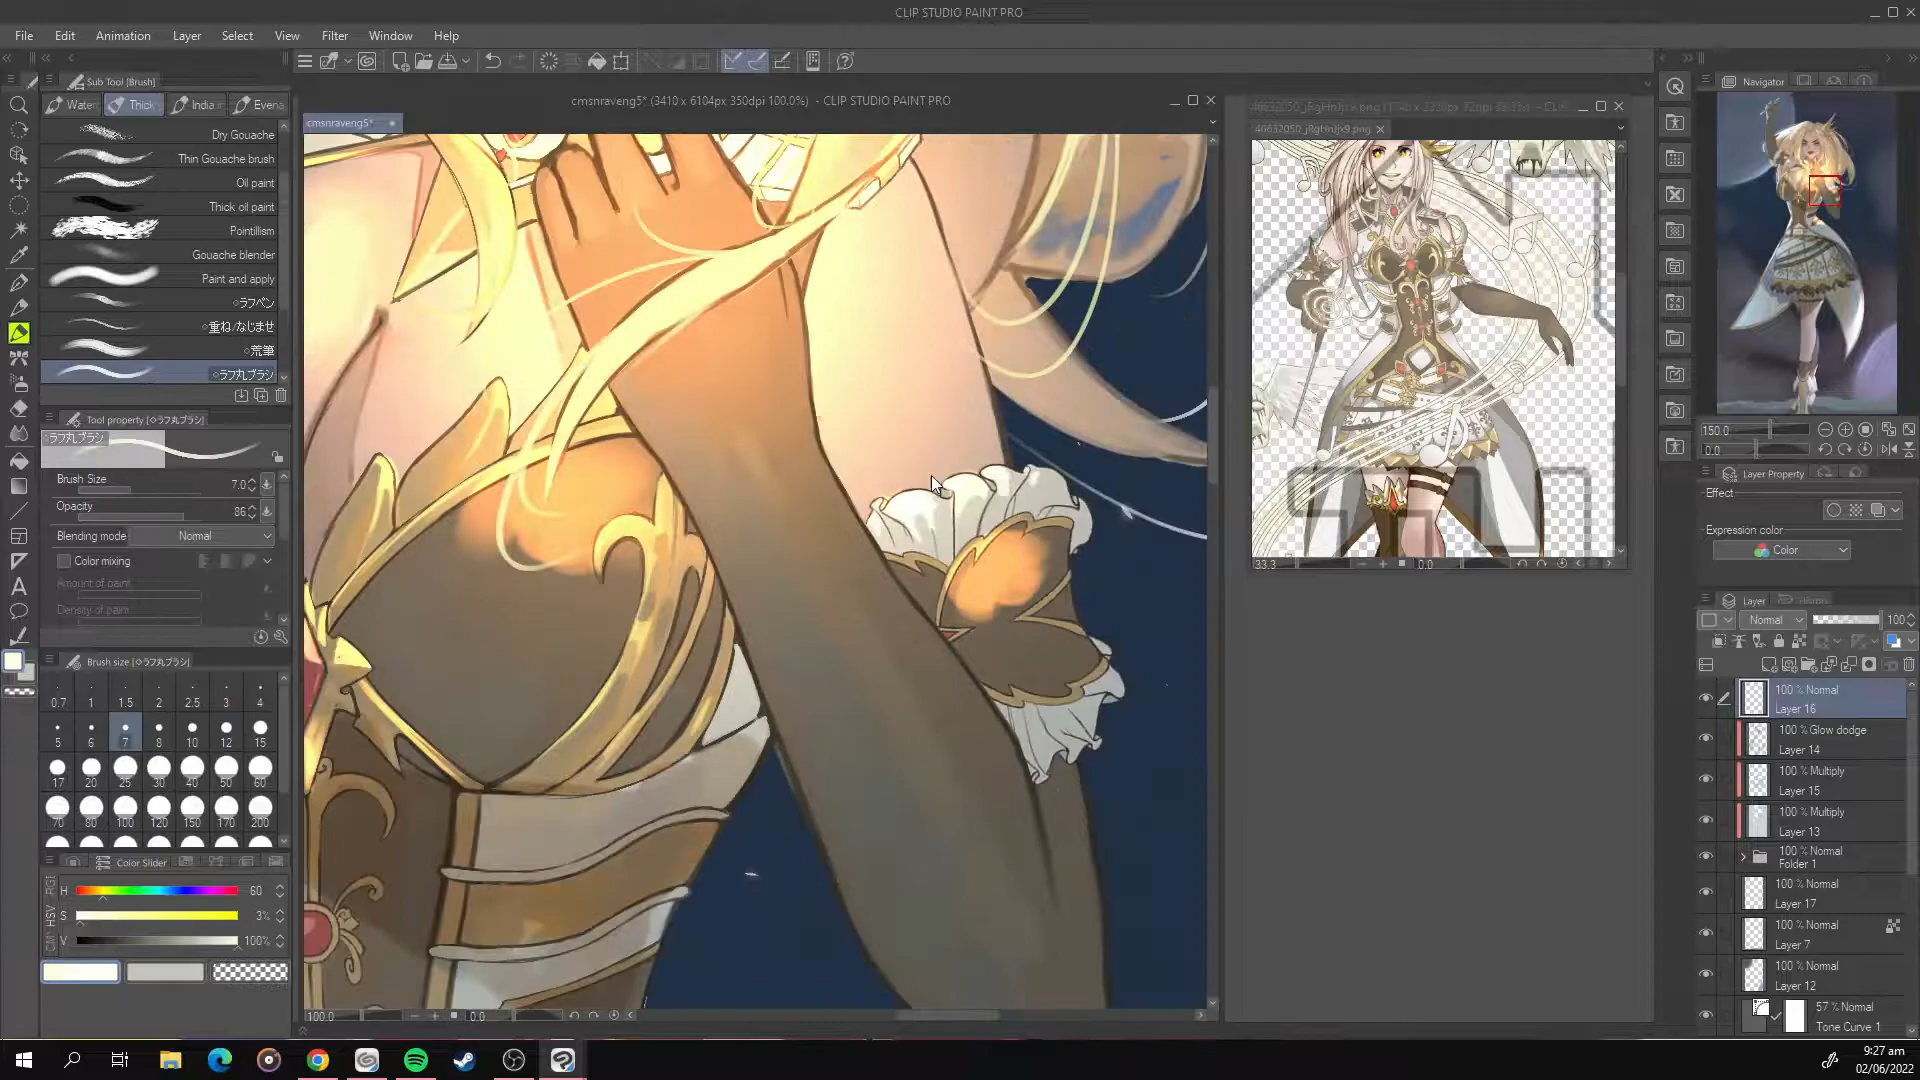 CLIP STUDIO PAINT PRO
File Edit Animation Layer Select View Filter Window Help
Sub Tool [Brush]
Water Thick India i Evena
Dry Gouache
Thin Gouache brush
Oil paint
Thick oil paint
Pointillism
Gouache blender
Paint and apply
◇ラフペン
◇重ね/なじませ
◇荒筆
◇ラフ丸ブラシ
Tool property [◇ラフ丸ブラシ]
◇ラフ丸ブラシ
Brush Size 7.0
Opacity 86
Blending mode Normal
Color mixing
Amount of paint
Density of paint
Brush size [◇ラフ丸ブラシ]
0.7 1 1.5 2 2.5 3 4
5 6 7 8 10 12 15
17 20 25 30 40 50 60
70 80 100 120 150 170 200
Color Slider
H 60
S 3%
V 100%
RGB
HSV
cmsnraveng5* (3410 x 6104px 350dpi 100.0%) - CLIP STUDIO PAINT PRO
cmsnraveng5*
100.0 0.0
46632050_jRgHnJjx9.png
33.3 0.0
Navigator
150.0
0.0
Layer Property
Effect
Expression color
Color
Layer
Normal 100
100 % Normal
Layer 16
100 % Glow dodge
Layer 14
100 % Multiply
Layer 15
100 % Multiply
Layer 13
100 % Normal
Folder 1
100 % Normal
Layer 17
100 % Normal
Layer 7
100 % Normal
Layer 12
57 % Normal
Tone Curve 1
9:27 am
02/06/2022